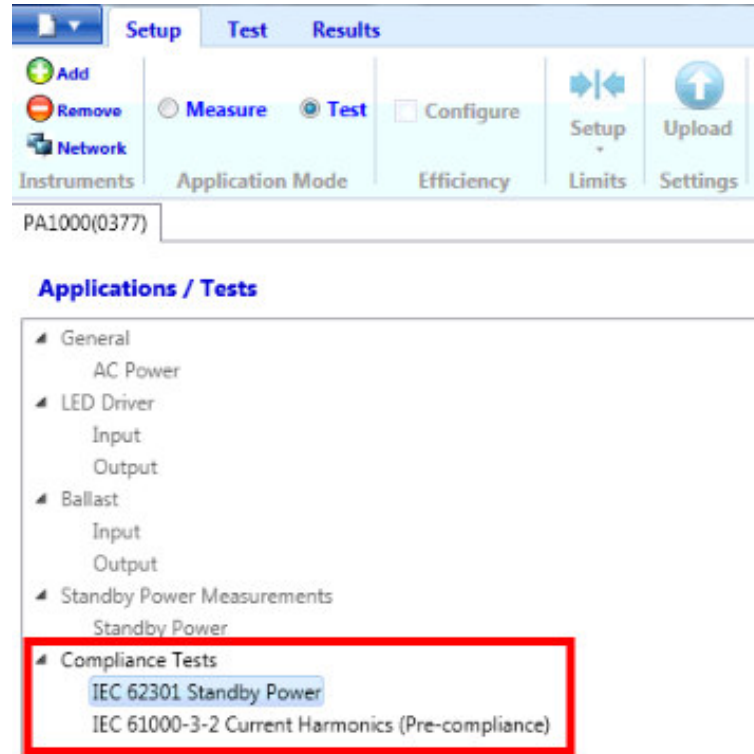 Setup Test Results
Add
Remove
Network
Measure Test
Configure
Setup
Upload
Instruments Application Mode Efficiency Limits Settings
PA1000(0377)
Applications / Tests
General
AC Power
LED Driver
Input
Output
Ballast
Input
Output
Standby Power Measurements
Standby Power
Compliance Tests
IEC 62301 Standby Power
IEC 61000-3-2 Current Harmonics (Pre-compliance)